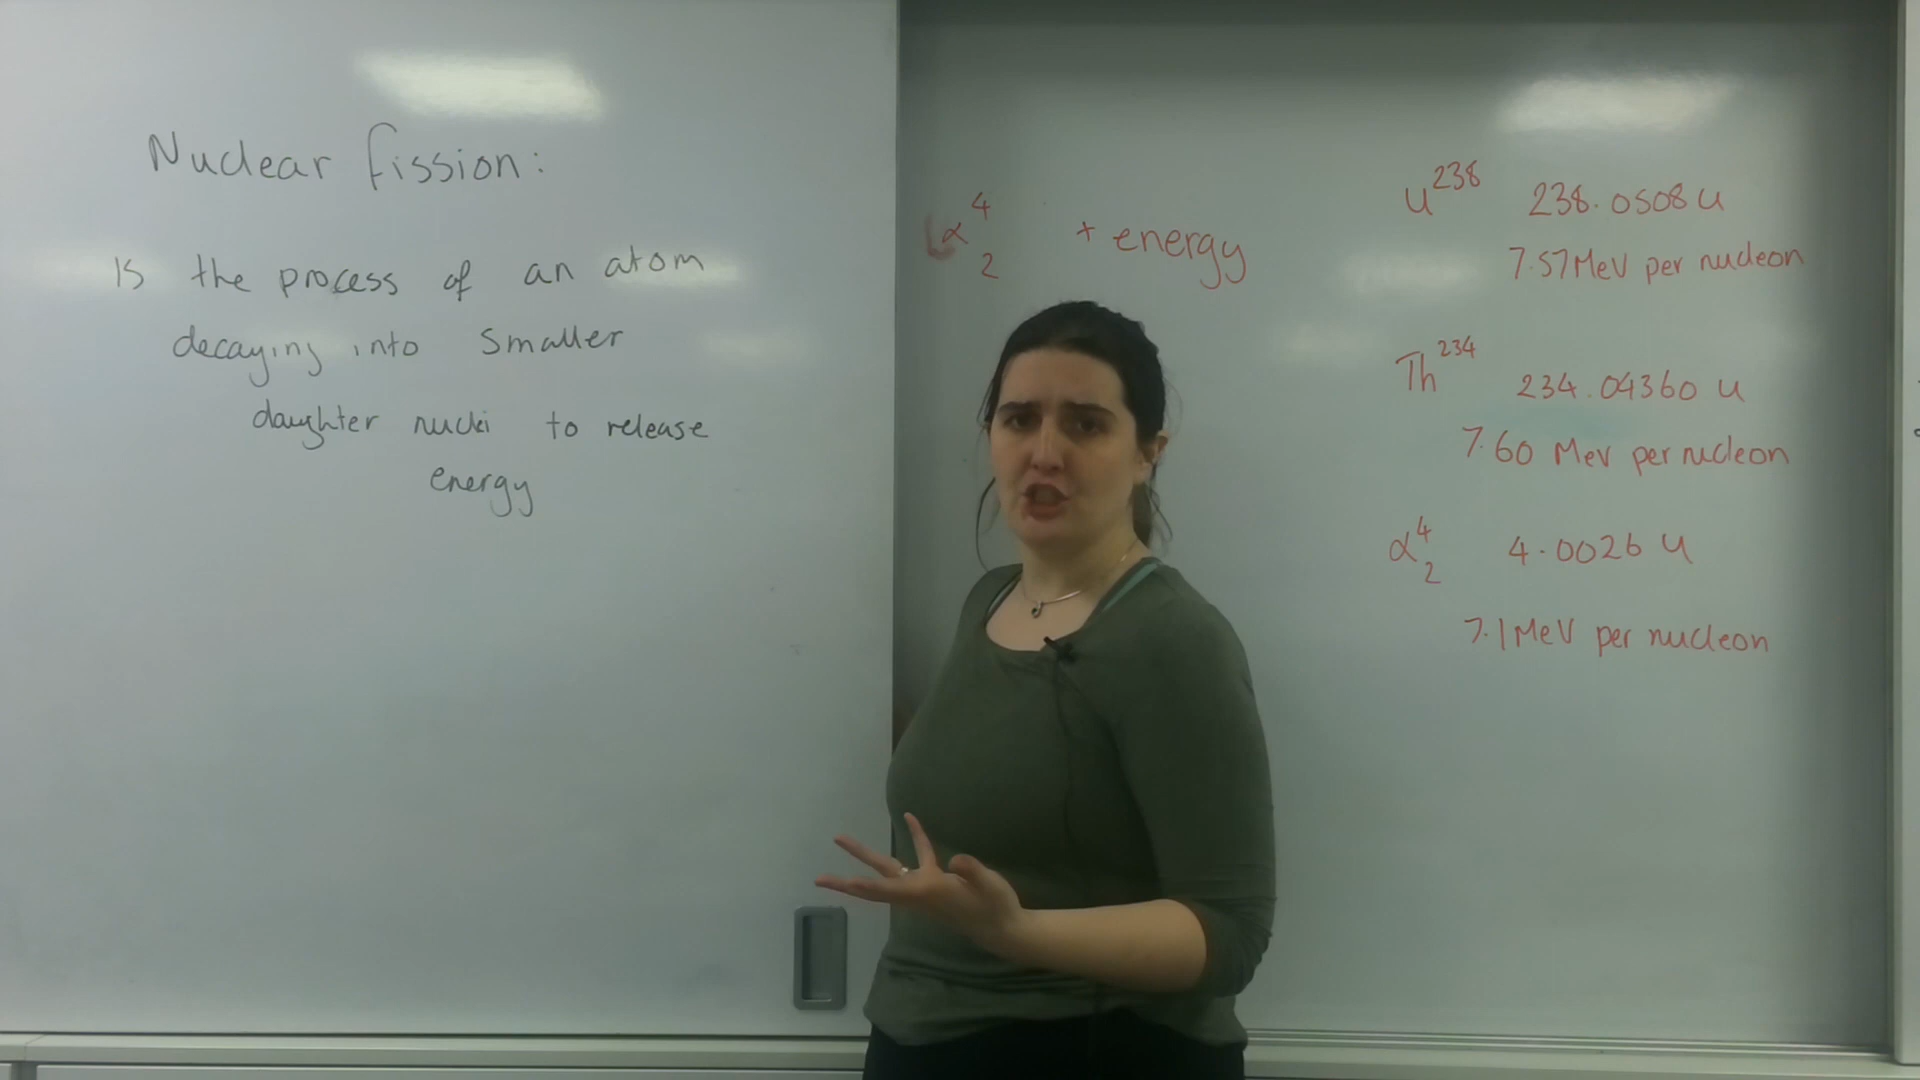 Nuclear fission:
Is the process of an atom
decaying into smaller
daughter nuclei to release
energy
α 4 2 + energy
U 238 238.0508 u
7.57 MeV per nucleon
Th 234 234.04360 u
7.60 Mev per nucleon
α 4 2 4.0026 u
7.1 MeV per nucleon